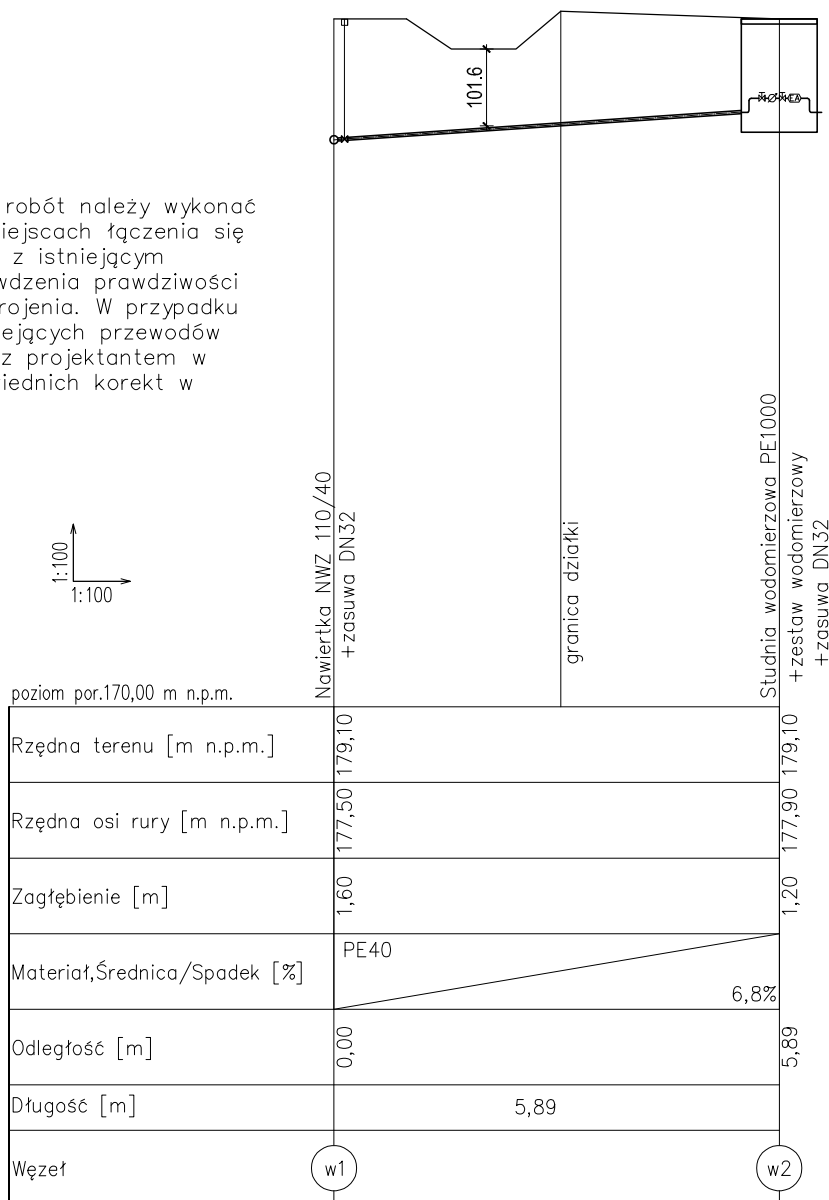 101.6
robót należy wykonać
iejscach łączenia się
z istniejącym
wdzenia prawdziwości
rojenia. W przypadku
ejących przewodów
z projektantem w
iednich korekt w
1:100
1:100
Nawiertka NWZ 110/40
+zasuwa DN32
granica działki
Studnia wodomierzowa PE1000
+zestaw wodomierzowy
+zasuwa DN32
poziom por.170,00 m n.p.m.
Rzędna terenu [m n.p.m.] 179,10 179,10
Rzędna osi rury [m n.p.m.] 177,50 177,90
Zagłębienie [m] 1,60 1,20
Materiał,Średnica/Spadek [%] PE40 6,8%
Odległość [m] 0,00 5,89
Długość [m] 5,89
Węzeł w1 w2